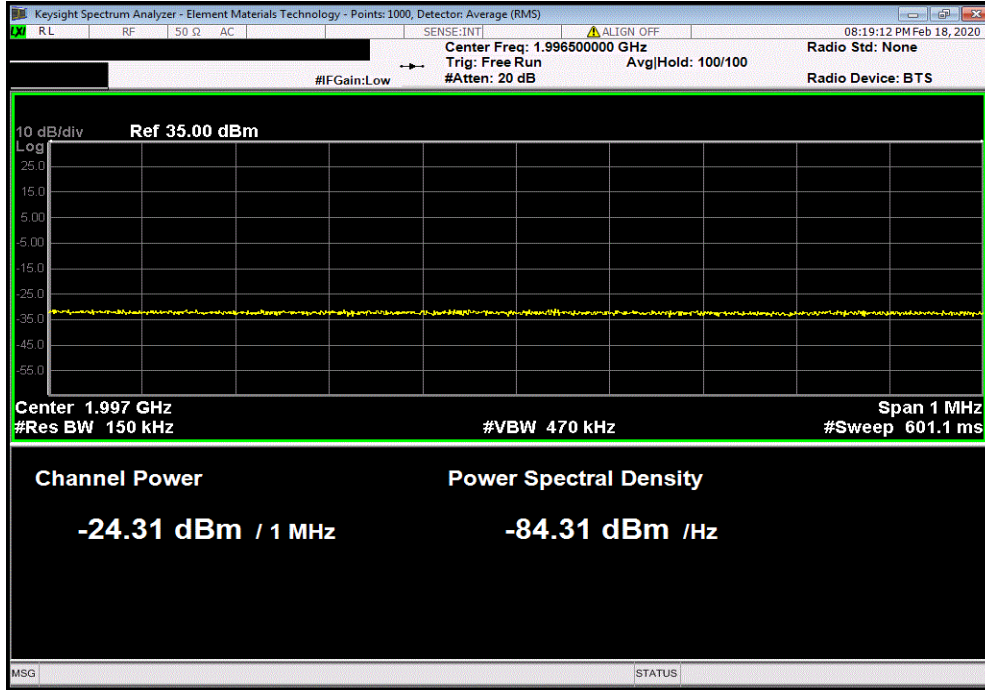 Keysight Spectrum Analyzer - Element Materials Technology - Points: 1000, Detector: Average (RMS)
LXI RL RF 50 Ω AC SENSE:INT ALIGN OFF 08:19:12 PM Feb 18, 2020
Center Freq: 1.996500000 GHz Radio Std: None
Trig: Free Run Avg|Hold: 100/100
#IFGain:Low #Atten: 20 dB Radio Device: BTS
10 dB/div Ref 35.00 dBm
Log
25.0
15.0
5.00
-5.00
-15.0
-25.0
-35.0
-45.0
-55.0
Center 1.997 GHz Span 1 MHz
#Res BW 150 kHz #VBW 470 kHz #Sweep 601.1 ms
Channel Power Power Spectral Density
-24.31 dBm / 1 MHz -84.31 dBm /Hz
MSG STATUS